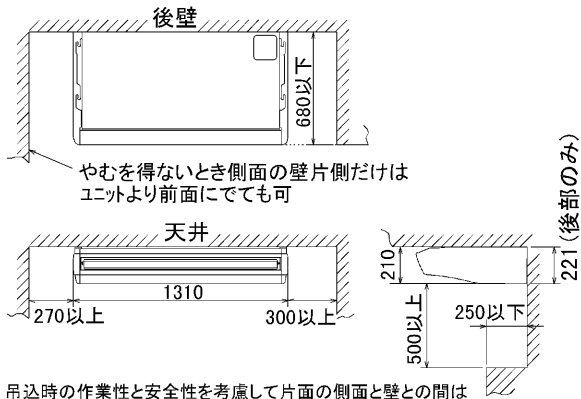 後壁
680以下
やむを得ないとき側面の壁片側だけは
ユニットより前面にでても可
天井
1310
270以上
300以上
210
221(後部のみ)
500以上
250以下
吊込時の作業性と安全性を考慮して片面の側面と壁との間は